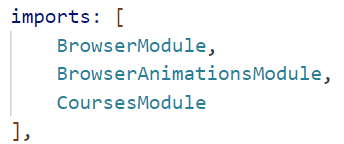 imports: [
    BrowserModule,
    BrowserAnimationsModule,
    CoursesModule
],